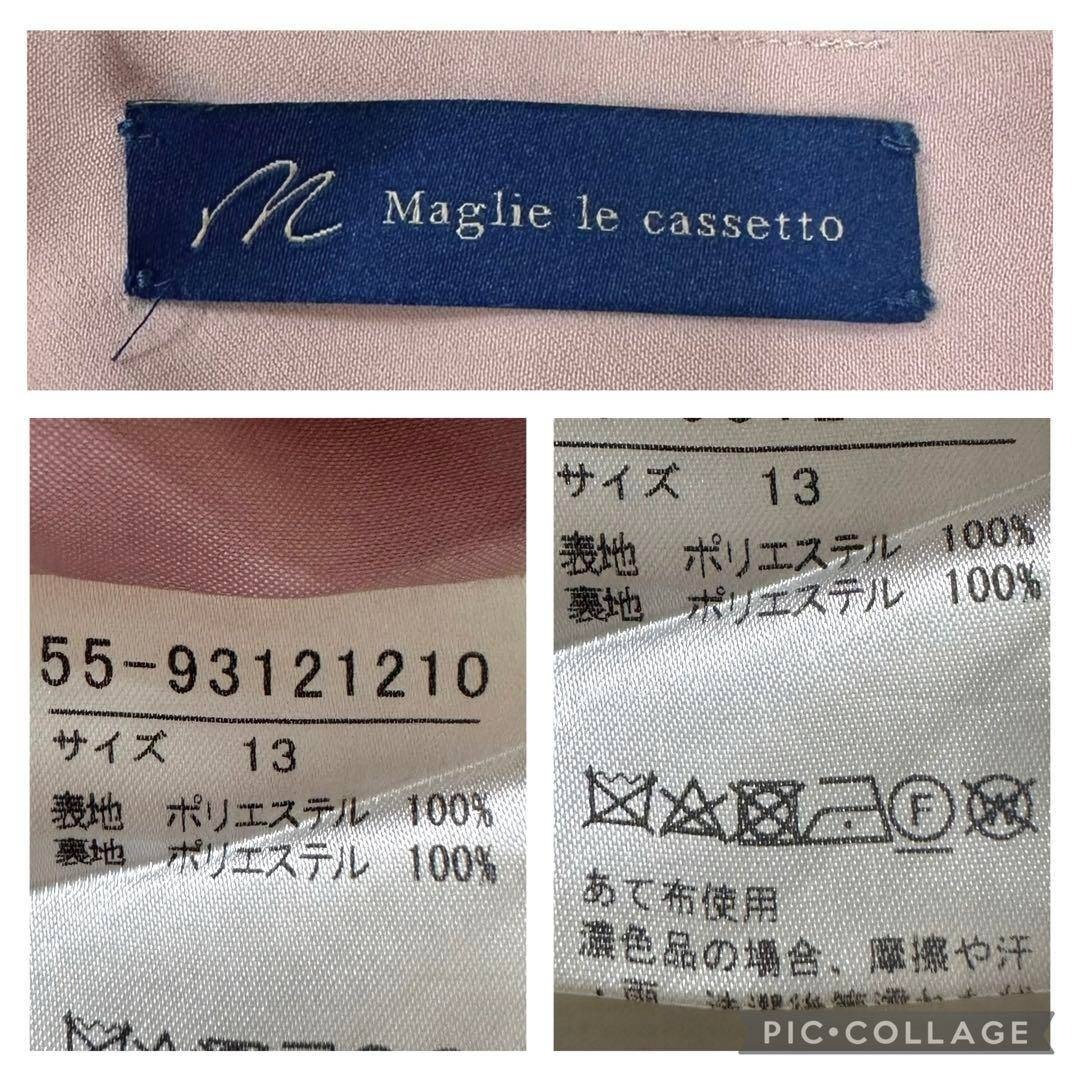 Maglie le cassetto
55-93121210
サイズ 13
表地 ポリエステル 100%
裏地 ポリエステル 100%
サイズ 13
表地 ポリエステル 100%
裏地 ポリエステル 100%
F
W
あて布使用
濃色品の場合、摩擦や汗
PIC•COLLAGE